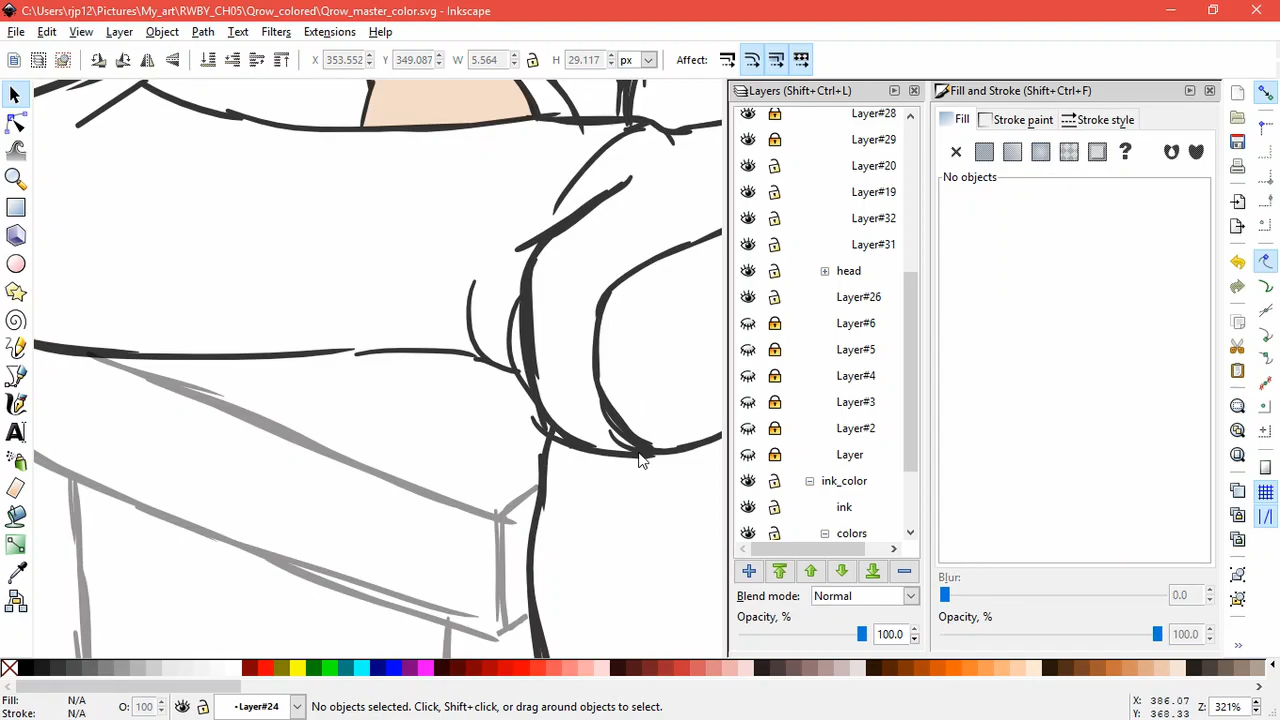 C:\Users\rjp12\Pictures\My_art\RWBY_CH05\Qrow_colored\Qrow_master_color.svg - Inkscape
File Edit View Layer Object Path Text Filters Extensions Help
X 353.552 Y 349.087 W 5.564 H 29.117 px Affect:
Layers (Shift+Ctrl+L)
Fill and Stroke (Shift+Ctrl+F)
Fill Stroke paint Stroke style
?
No objects
Layer#28
Layer#29
Layer#20
Layer#19
Layer#32
Layer#31
head
Layer#26
Layer#6
Layer#5
Layer#4
Layer#3
Layer#2
Layer
ink_color
ink
colors
Blend mode: Normal
Opacity, %
100.0
Blur:
0.0
Opacity, %
100.0
Fill: N/A
Stroke: N/A
O: 100
•Layer#24
No objects selected. Click, Shift+click, or drag around objects to select.
X: 386.07
Y: 368.33
Z: 321%